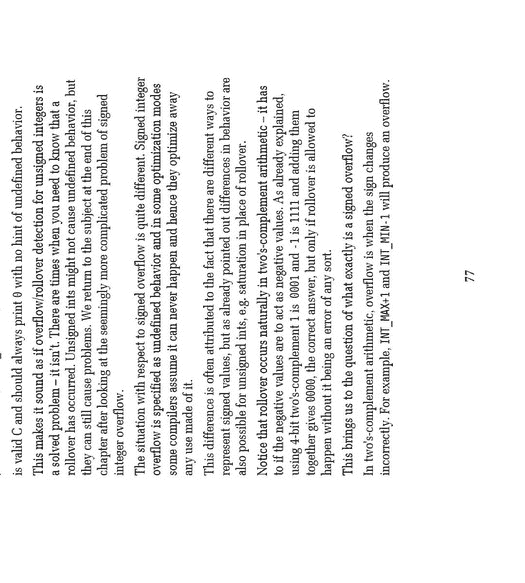 is valid C and should always print 0 with no hint of undefined behavior.
This makes it sound as if overflow/rollover detection for unsigned integers is
a solved problem – it isn't. There are times when you need to know that a
rollover has occurred. Unsigned ints might not cause undefined behavior, but
they can still cause problems. We return to the subject at the end of this
chapter after looking at the seemingly more complicated problem of signed
integer overflow.
The situation with respect to signed overflow is quite different. Signed integer
overflow is specified as undefined behavior and in some optimization modes
some compilers assume it can never happen and hence they optimize away
any use made of it.
This difference is often attributed to the fact that there are different ways to
represent signed values, but as already pointed out differences in behavior are
also possible for unsigned ints, e.g. saturation in place of rollover.
Notice that rollover occurs naturally in two's-complement arithmetic – it has
to if the negative values are to act as negative values. As already explained,
using 4-bit two's-complement 1 is 0001 and -1 is 1111 and adding them
together gives 0000, the correct answer, but only if rollover is allowed to
happen without it being an error of any sort.
This brings us to the question of what exactly is a signed overflow?
In two's-complement arithmetic, overflow is when the sign changes
incorrectly. For example, INT_MAX+1 and INT_MIN-1 will produce an overflow.
77